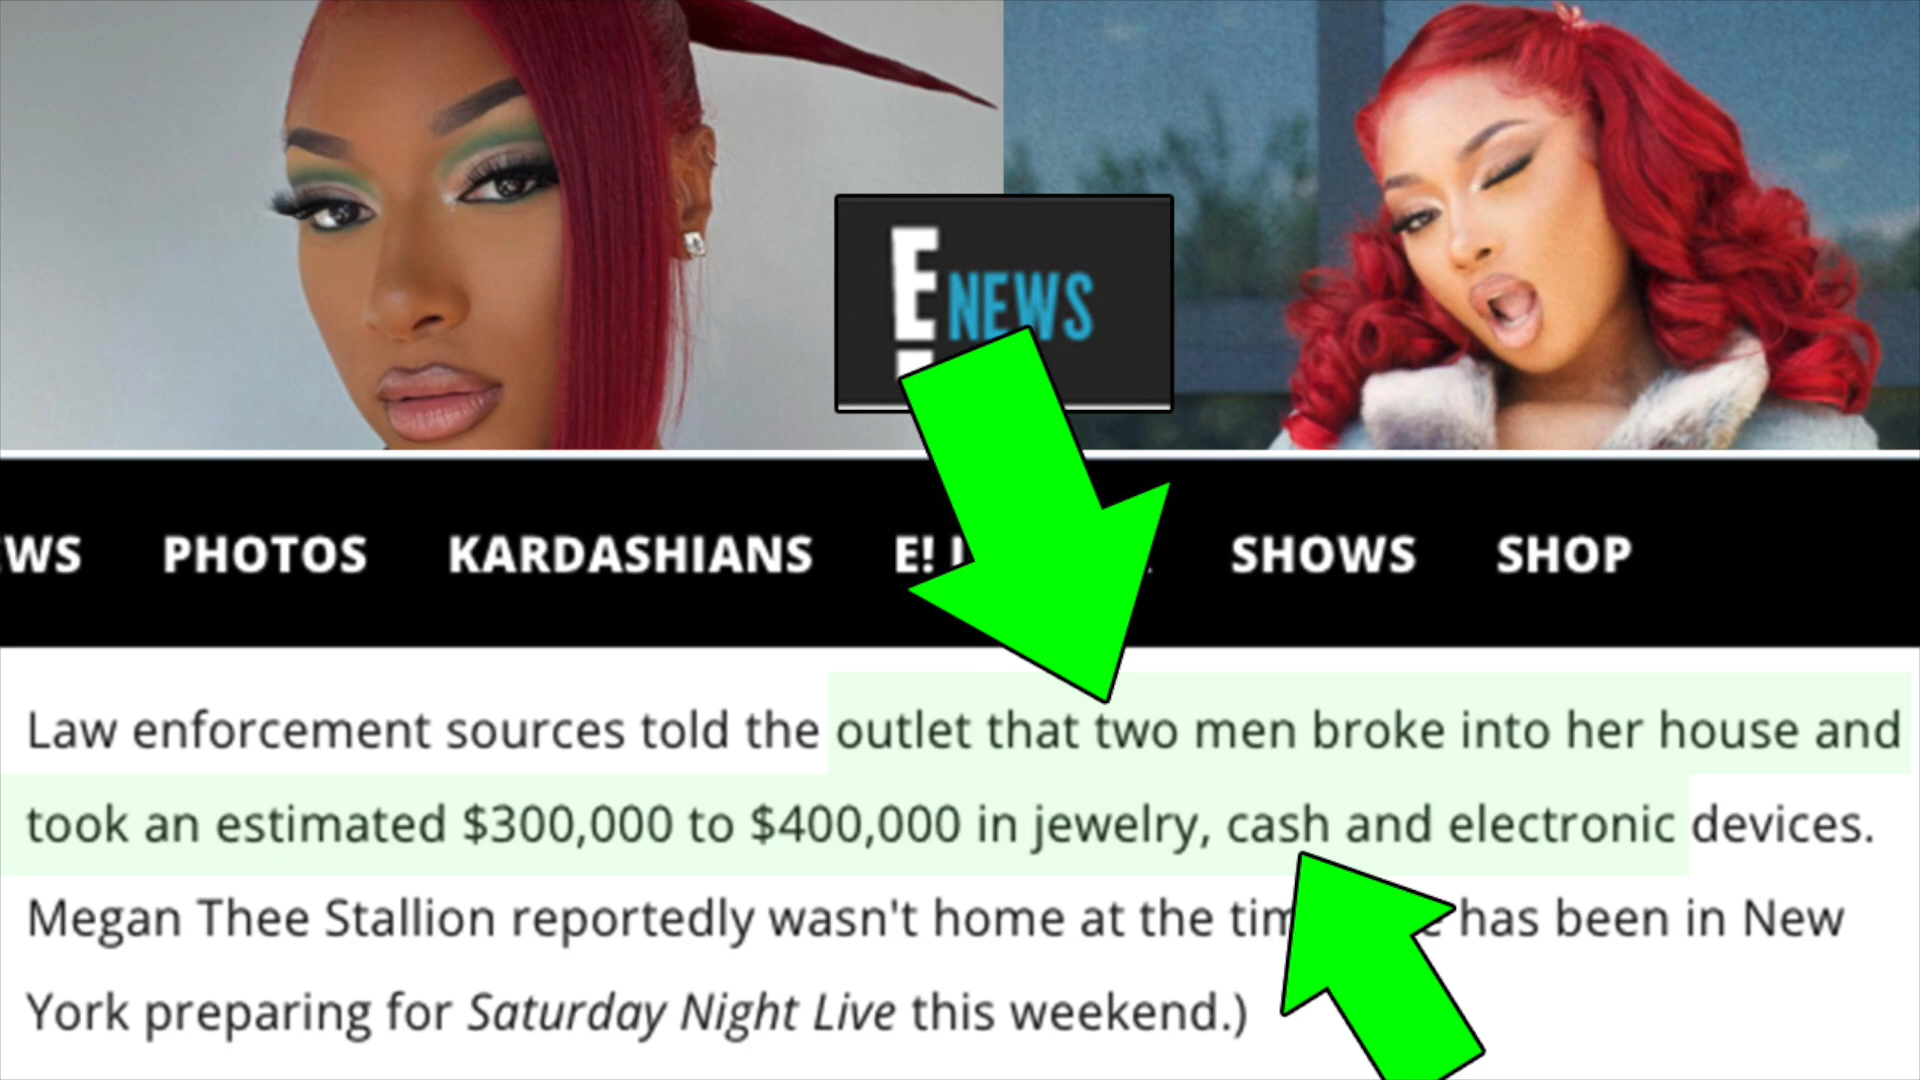 E NEWS
PHOTOS KARDASHIANS E! SHOWS SHOP
Law enforcement sources told the outlet that two men broke into her house and
took an estimated $300,000 to $400,000 in jewelry, cash and electronic devices.
Megan Thee Stallion reportedly wasn't home at the has been in New
York preparing for Saturday Night Live this weekend.)